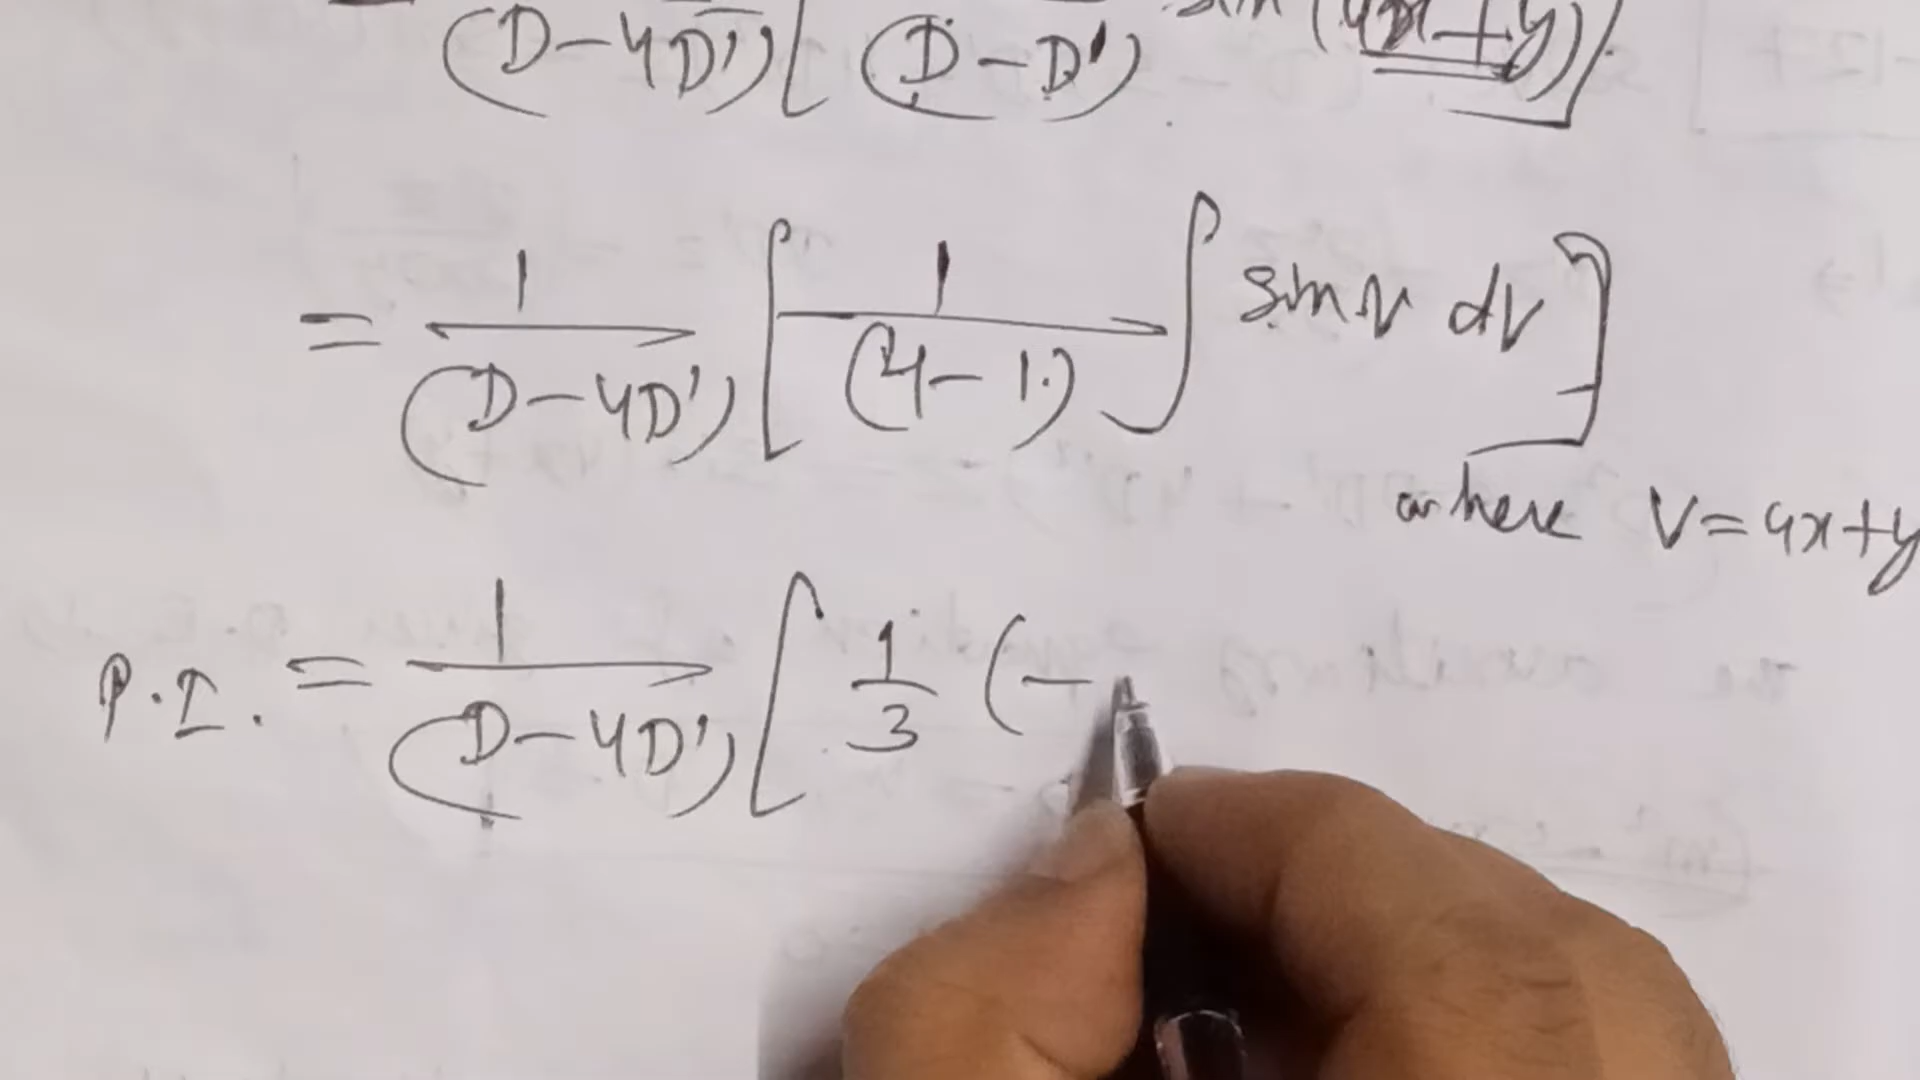 (D-4D') [ (D-D') sin (4x+y) ]
= 1/(D-4D') [ 1/(4-1) ∫ sin v dv ]
where V=4x+y
P.I. = 1/(D-4D') [ 1/3 (-